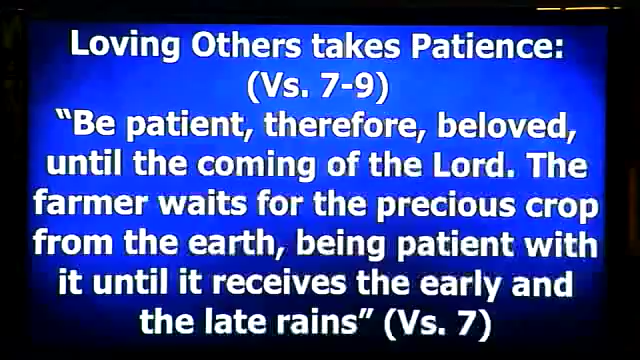 Loving Others takes Patience:
(Vs. 7-9)
“Be patient, therefore, beloved,
until the coming of the Lord. The
farmer waits for the precious crop
from the earth, being patient with
it until it receives the early and
the late rains” (Vs. 7)